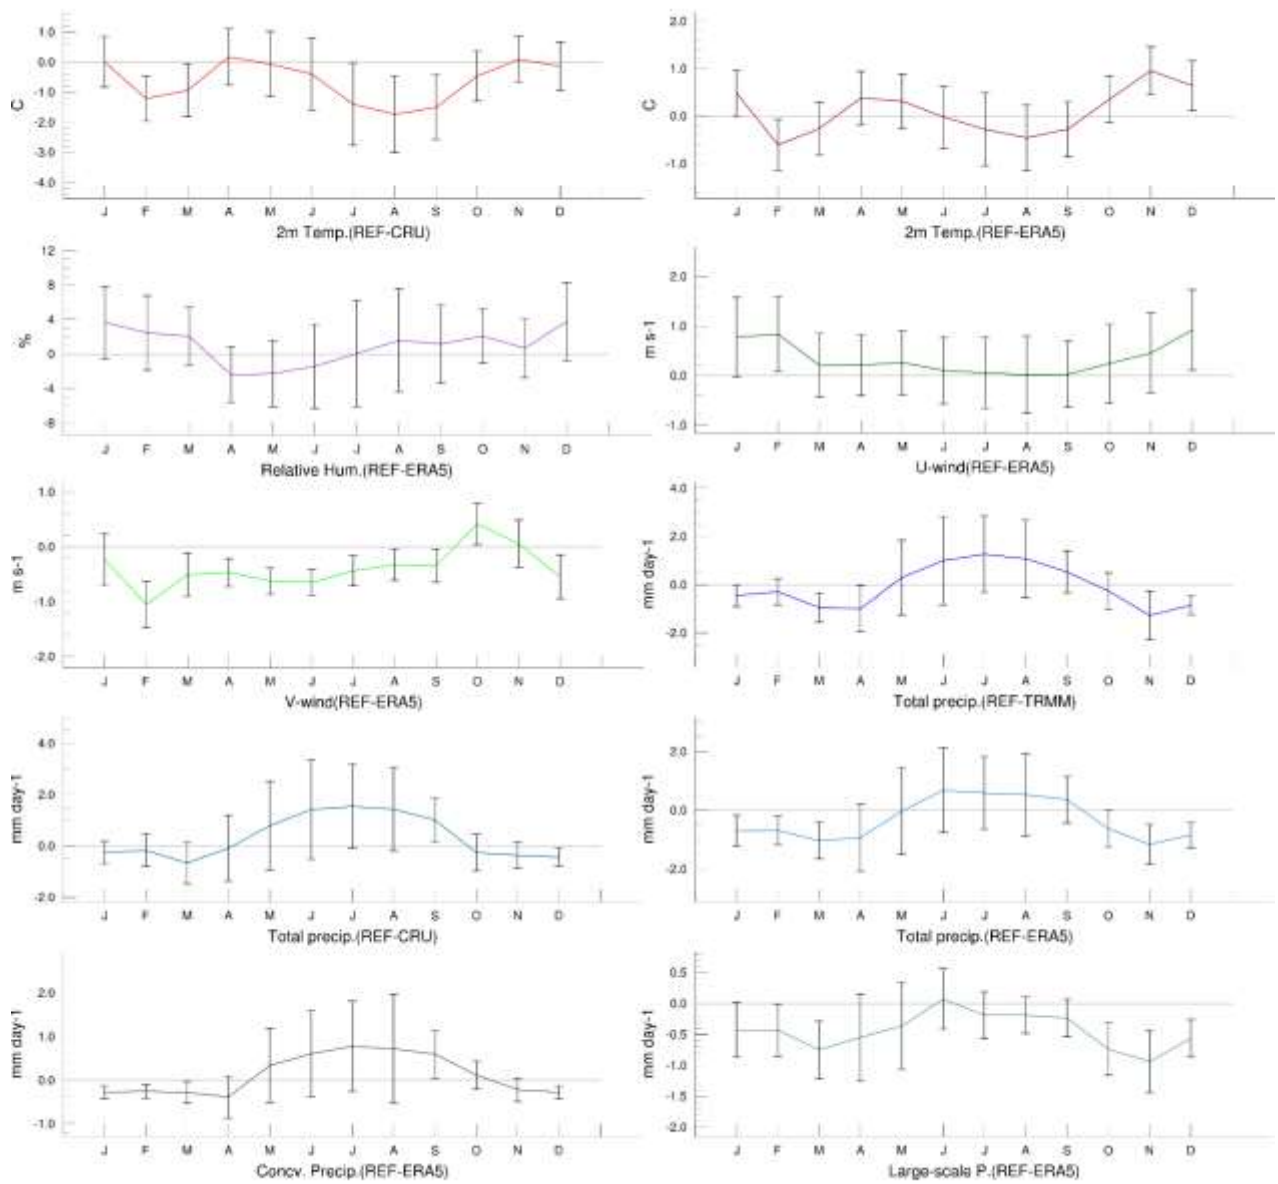 1.0
0.0
-1.0
-2.0
-3.0
-4.0
C
J F M A M J J A S O N D
2m Temp.(REF-CRU)
2.0
1.0
0.0
-1.0
C
J F M A M J J A S O N D
2m Temp.(REF-ERA5)
12
8
4
0
-4
-8
%
J F M A M J J A S O N D
Relative Hum.(REF-ERA5)
2.0
1.0
0.0
-1.0
m s-1
J F M A M J J A S O N D
U-wind(REF-ERA5)
1.0
0.0
-1.0
-2.0
m s-1
J F M A M J J A S O N D
V-wind(REF-ERA5)
4.0
2.0
0.0
-2.0
mm day-1
J F M A M J J A S O N D
Total precip.(REF-TRMM)
4.0
2.0
0.0
-2.0
mm day-1
J F M A M J J A S O N D
Total precip.(REF-CRU)
2.0
0.0
-2.0
mm day-1
J F M A M J J A S O N D
Total precip.(REF-ERA5)
2.0
1.0
0.0
-1.0
mm day-1
J F M A M J J A S O N D
Concv. Precip.(REF-ERA5)
0.5
0.0
-0.5
-1.0
-1.5
-2.0
mm day-1
J F M A M J J A S O N D
Large-scale P.(REF-ERA5)